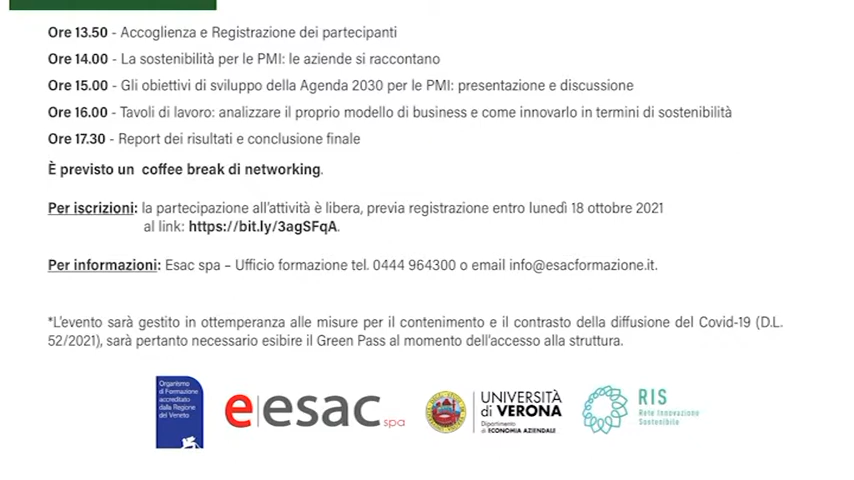 Ore 13.50 - Accoglienza e Registrazione dei partecipanti
Ore 14.00 - La sostenibilità per le PMI: le aziende si raccontano
Ore 15.00 - Gli obiettivi di sviluppo della Agenda 2030 per le PMI: presentazione e discussione
Ore 16.00 - Tavoli di lavoro: analizzare il proprio modello di business e come innovarlo in termini di sostenibilità
Ore 17.30 - Report dei risultati e conclusione finale
È previsto un coffee break di networking.
Per iscrizioni: la partecipazione all'attività è libera, previa registrazione entro lunedì 18 ottobre 2021
al link: https://bit.ly/3agSFqA.
Per informazioni: Esac spa – Ufficio formazione tel. 0444 964300 o email info@esacformazione.it.
*L'evento sarà gestito in ottemperanza alle misure per il contenimento e il contrasto della diffusione del Covid-19 (D.L.
52/2021), sarà pertanto necessario esibire il Green Pass al momento dell'accesso alla struttura.
Organismo
di Formazione
accreditato
dalla Regione
del Veneto
e|esac spa
UNIVERSITÀ
di VERONA
Dipartimento
di ECONOMIA AZIENDALE
RIS
Rete Innovazione
Sostenibile